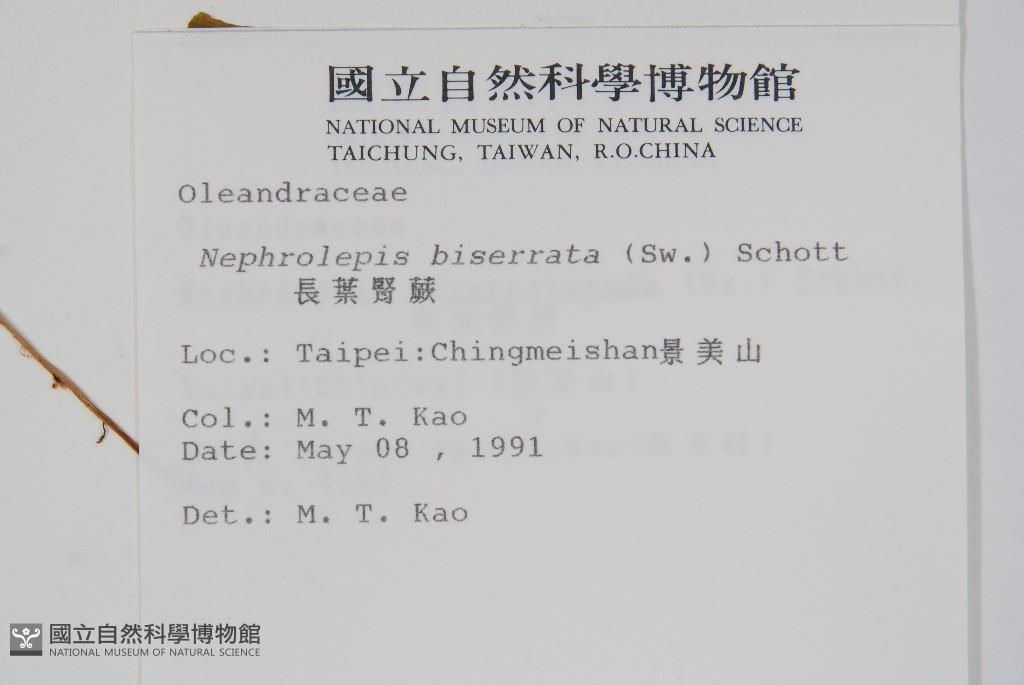 國立自然科學博物館
NATIONAL MUSEUM OF NATURAL SCIENCE
TAICHUNG, TAIWAN, R.O.CHINA
Oleandraceae
Nephrolepis biserrata (Sw.) Schott
長葉腎蕨
Loc.: Taipei:Chingmeishan景美山
Col.: M. T. Kao
Date: May 08 , 1991
Det.: M. T. Kao
國立自然科學博物館
NATIONAL MUSEUM OF NATURAL SCIENCE